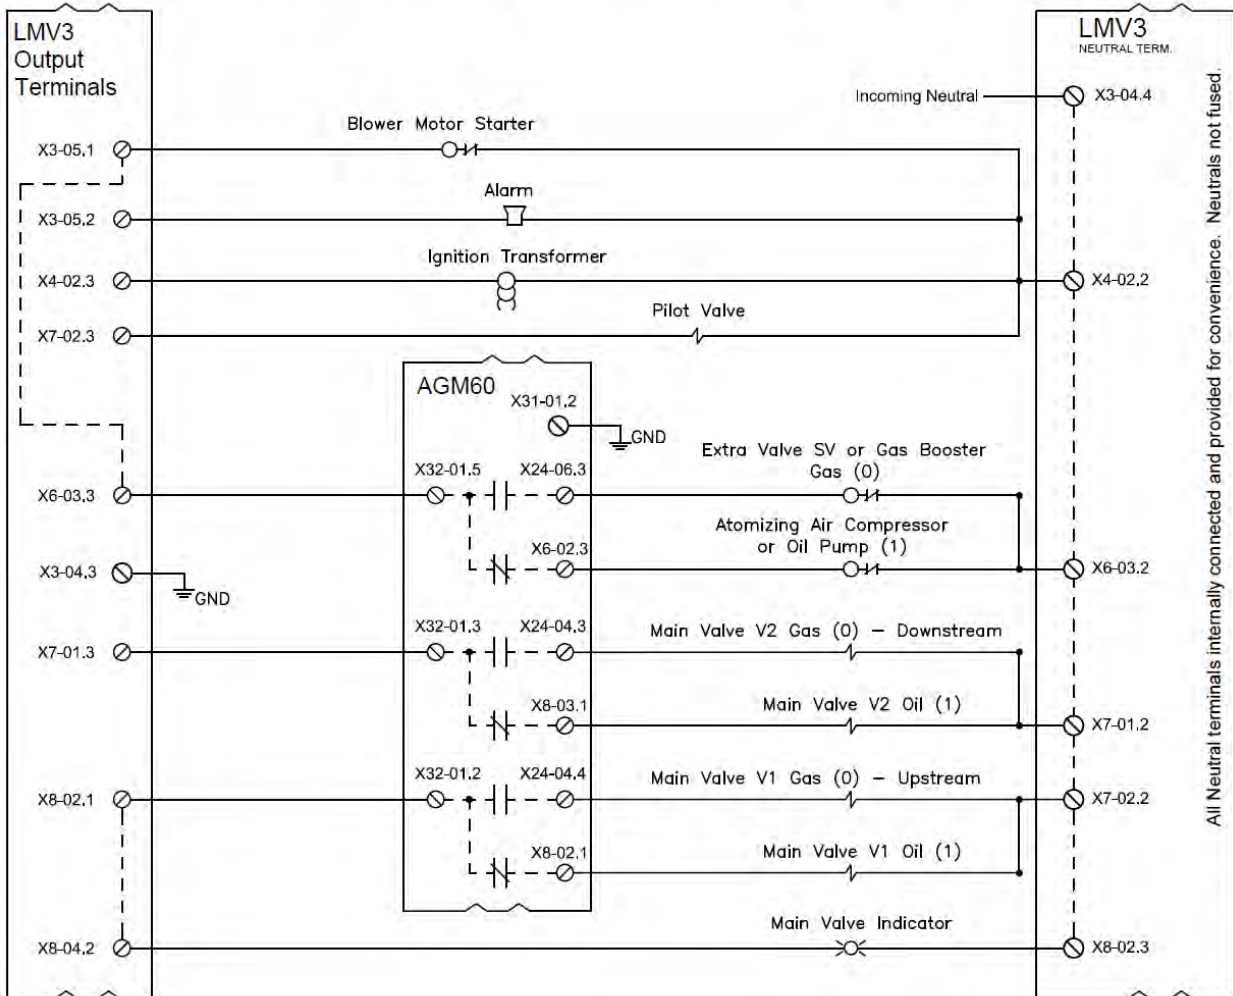 LMV3
Output
Terminals
LMV3
NEUTRAL TERM.
Incoming Neutral
X3-04.4
Blower Motor Starter
X3-05.1
Alarm
X3-05.2
Ignition Transformer
X4-02.3
X4-02.2
Pilot Valve
X7-02.3
AGM60
X31-01.2
GND
Extra Valve SV or Gas Booster
Gas (0)
X32-01.5
X24-06.3
X6-03.3
Atomizing Air Compressor
or Oil Pump (1)
X6-02.3
X6-03.2
X3-04.3
GND
X32-01.3
X24-04.3
Main Valve V2 Gas (0) – Downstream
X7-01.3
X8-03.1
Main Valve V2 Oil (1)
X7-01.2
X32-01.2
X24-04.4
Main Valve V1 Gas (0) – Upstream
X8-02.1
X7-02.2
X8-02.1
Main Valve V1 Oil (1)
Main Valve Indicator
X8-04.2
X8-02.3
All Neutral terminals internally connected and provided for convenience. Neutrals not fused.